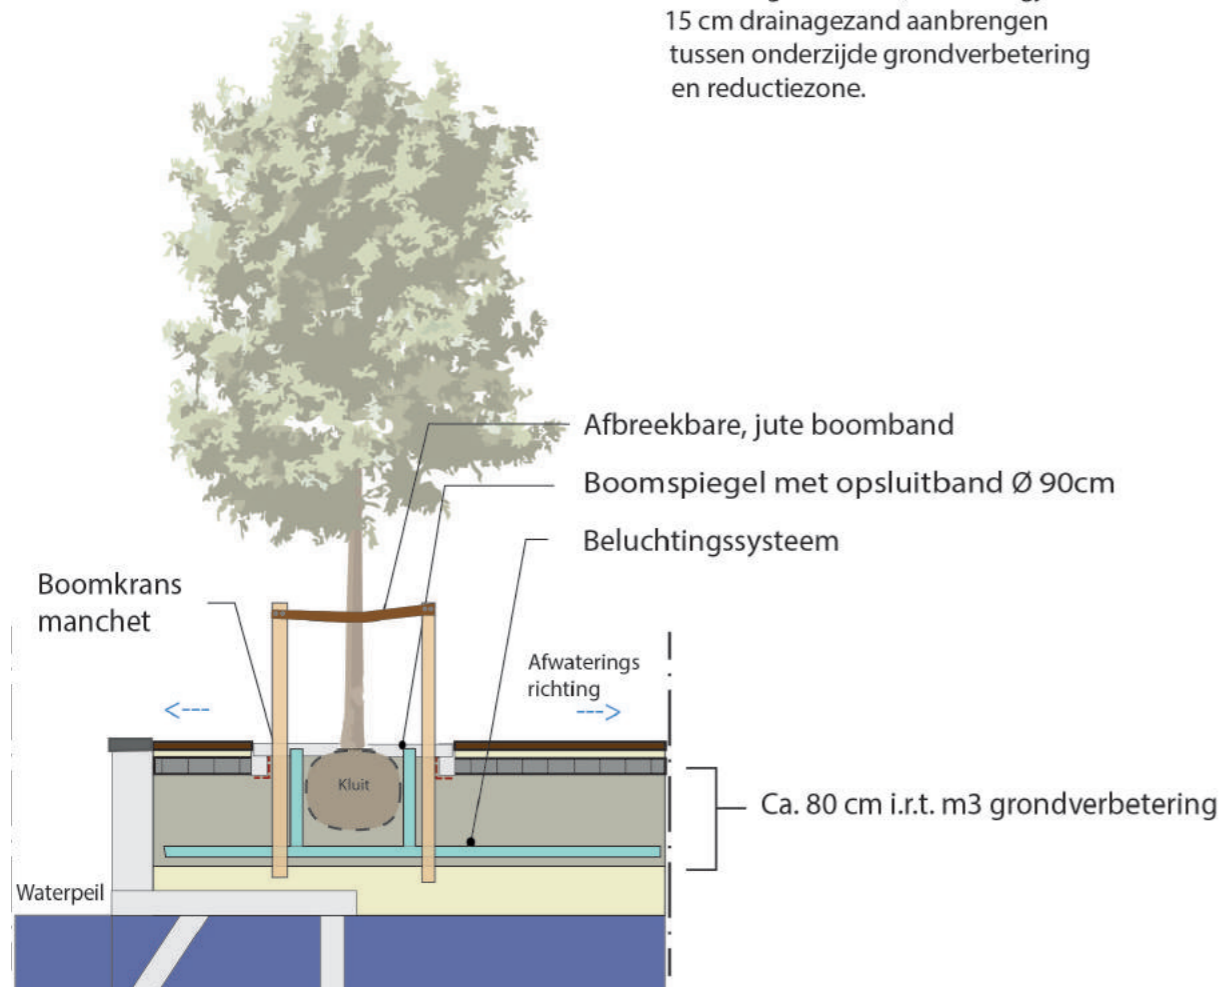 15 cm drainagezand aanbrengen
tussen onderzijde grondverbetering
en reductiezone.
Afbreekbare, jute boomband
Boomspiegel met opsluitband Ø 90cm
Beluchtingssysteem
Boomkrans
manchet
Afwaterings
richting
Kluit
Ca. 80 cm i.r.t. m3 grondverbetering
Waterpeil